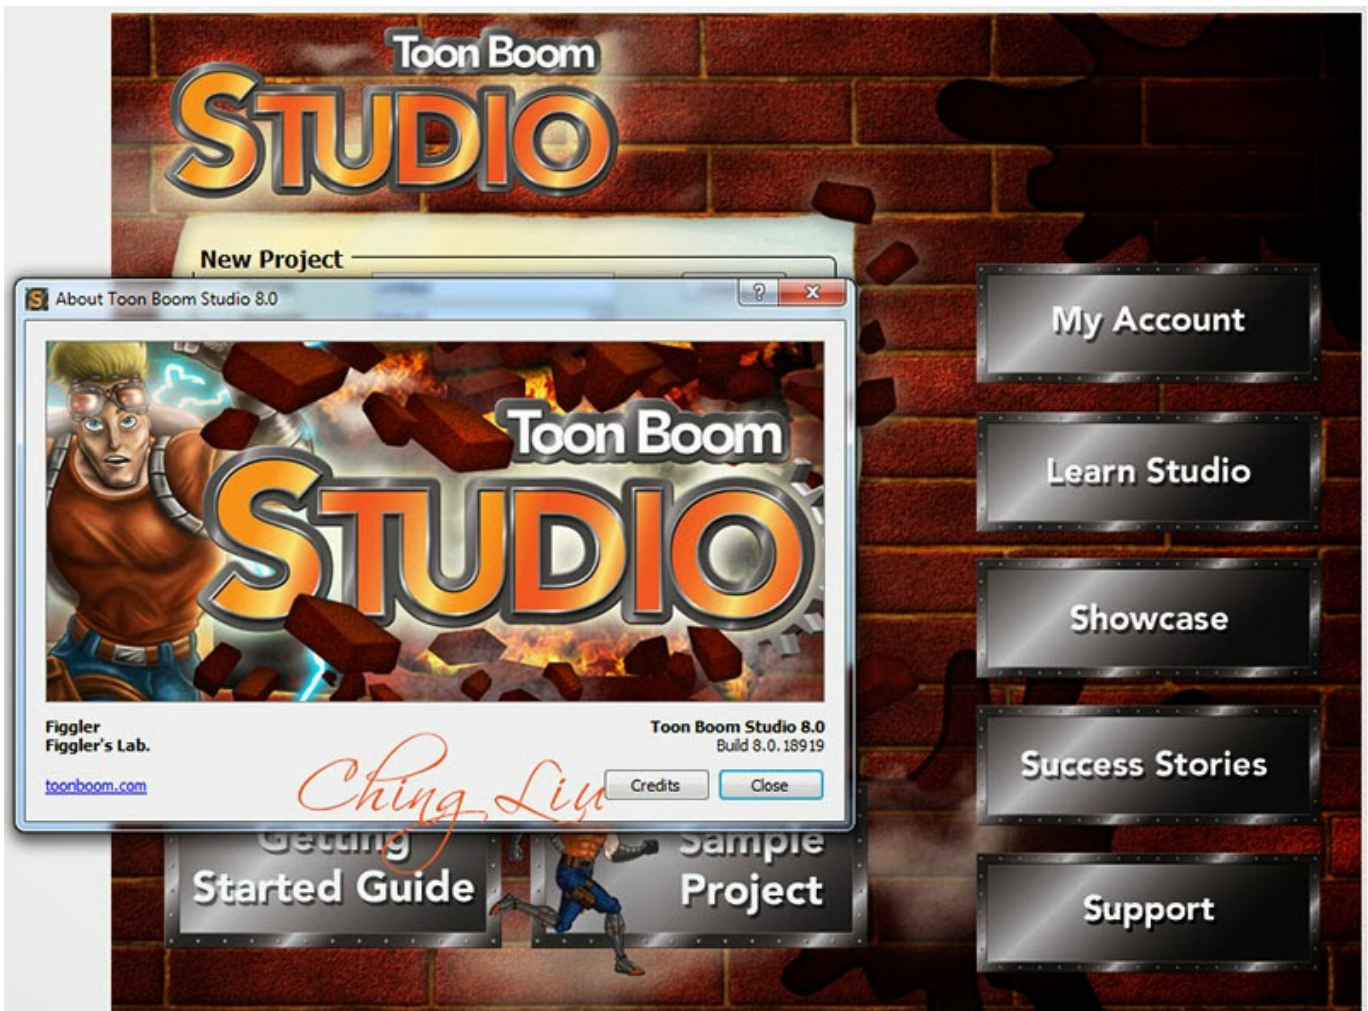 Toon Boom
STUDIO
New Project
About Toon Boom Studio 8.0
Toon Boom
STUDIO
Figgler
Figgler's Lab.
Toon Boom Studio 8.0
Build 8.0.18919
toonboom.com
Ching Liu
Credits
Close
Getting
Started Guide
Sample
Project
My Account
Learn Studio
Showcase
Success Stories
Support